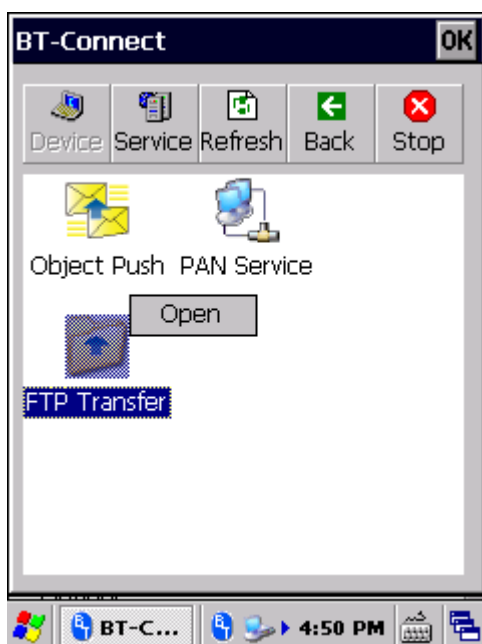 BT-Connect OK
Device Service Refresh Back Stop
Object Push PAN Service
Open
FTP Transfer
BT-C... 4:50 PM